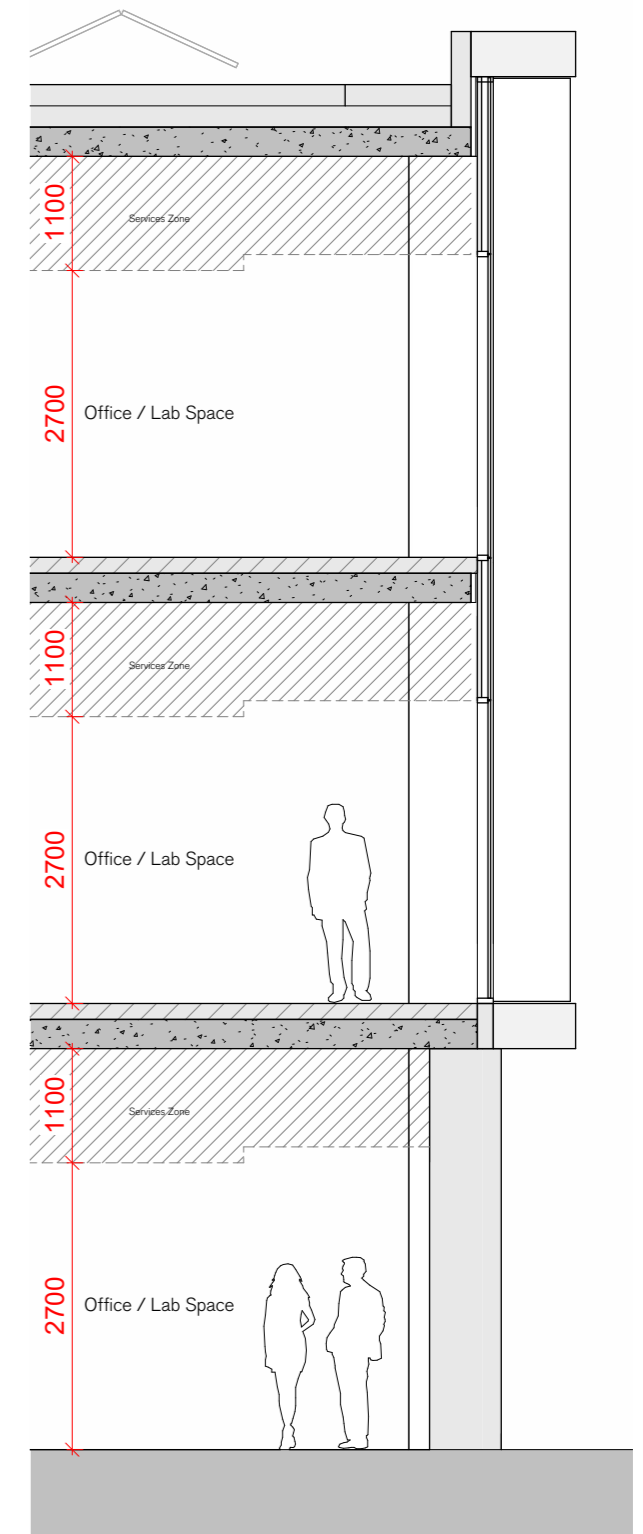 1100
Services Zone
2700
Office / Lab Space
1100
Services Zone
2700
Office / Lab Space
1100
Services Zone
2700
Office / Lab Space